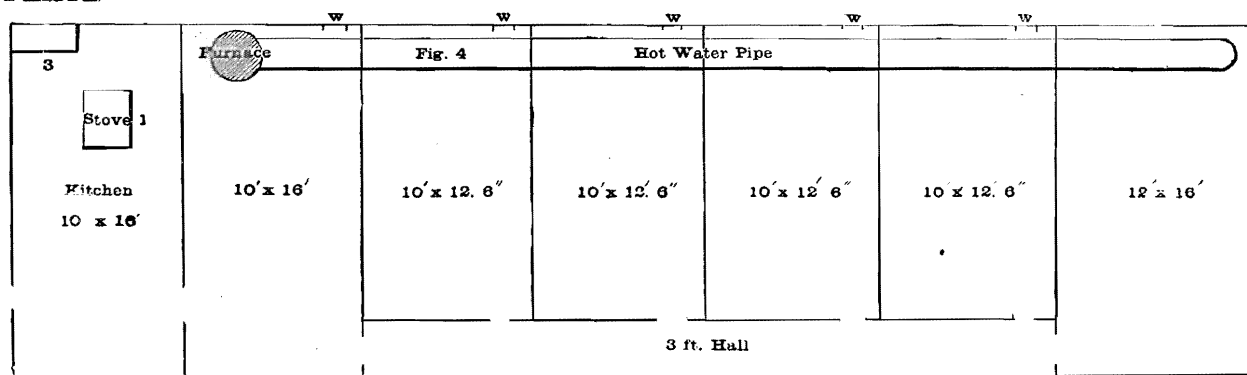 W W W W W
Furnace Fig. 4 Hot Water Pipe
3
Stove 1
Kitchen
10 x 16'
10' x 16'
10' x 12. 6"
10' x 12' 6"
10' x 12' 6"
10 x 12. 6"
12' x 16'
3 ft. Hall